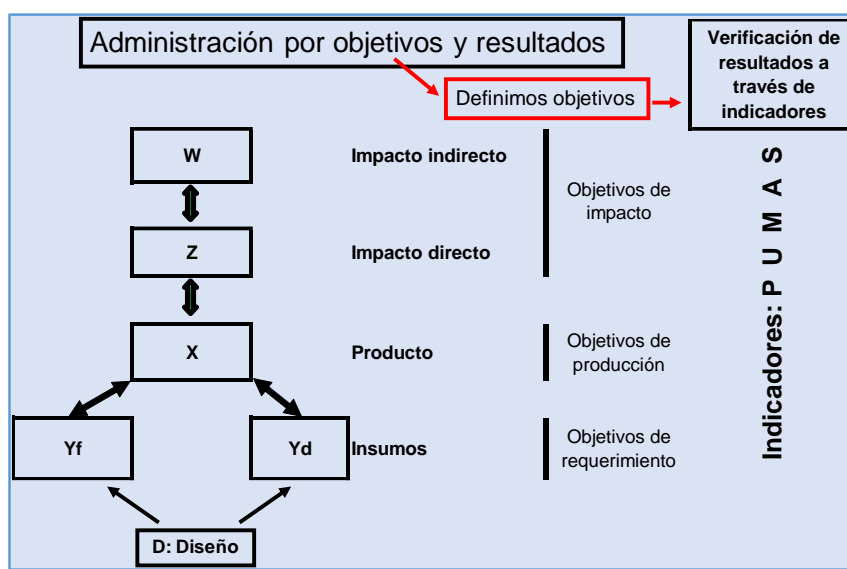 Administración por objetivos y resultados
Verificación de
resultados a
través de
indicadores
Definimos objetivos
W
Impacto indirecto
Objetivos de
impacto
Z
Impacto directo
X
Producto
Objetivos de
producción
Yf
Yd
Insumos
Objetivos de
requerimiento
Indicadores: P U M A S
D: Diseño